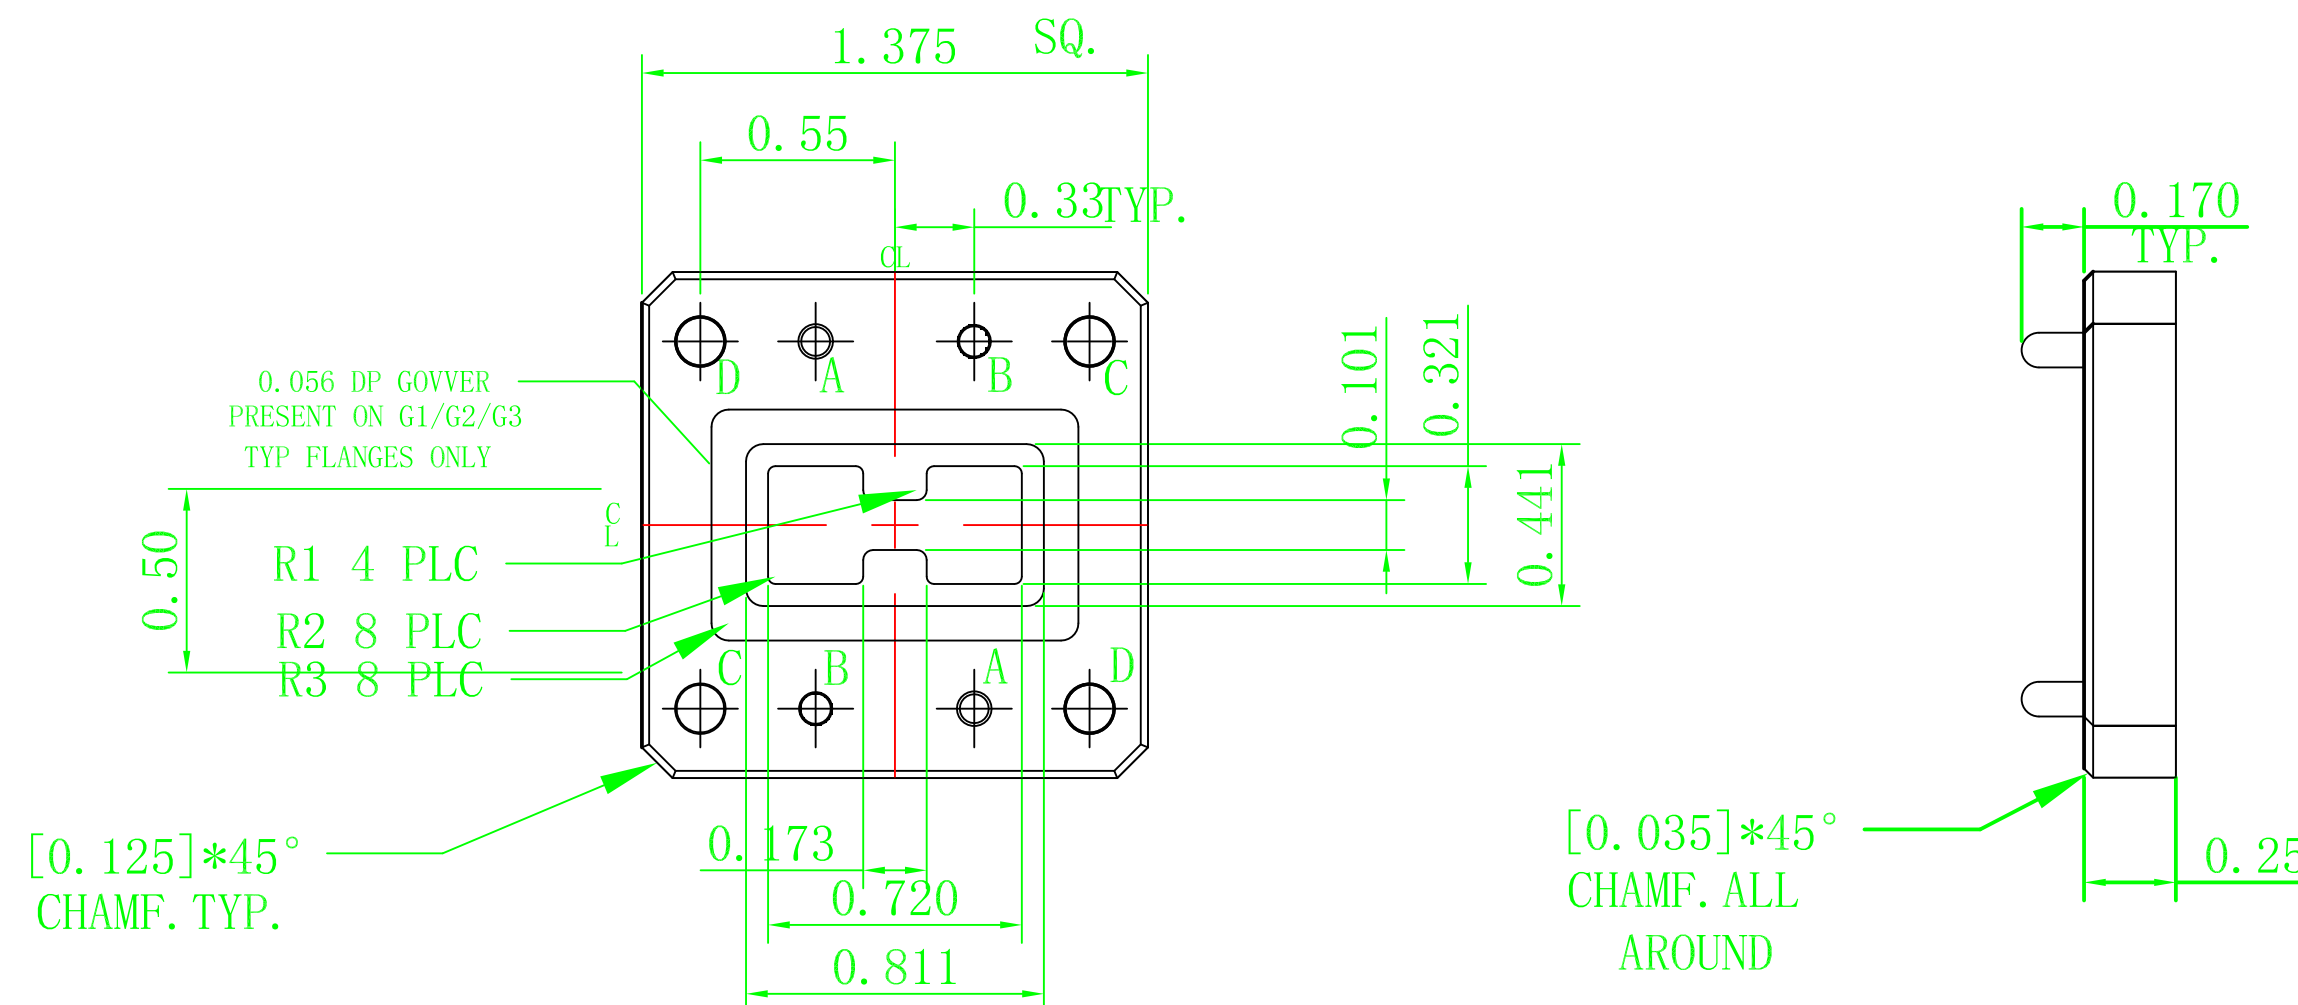 1.375 SQ.
0.55
0.33TYP.
0.170
TYP.
CL
D A B C
0.056 DP GOVVER
PRESENT ON G1/G2/G3
TYP FLANGES ONLY
0.101
0.321
0.441
C
L
0.50
R1 4 PLC
R2 8 PLC
R3 8 PLC
C B A D
[0.125]*45°
CHAMF.TYP.
0.173
0.720
0.811
[0.035]*45°
CHAMF.ALL
AROUND
0.25